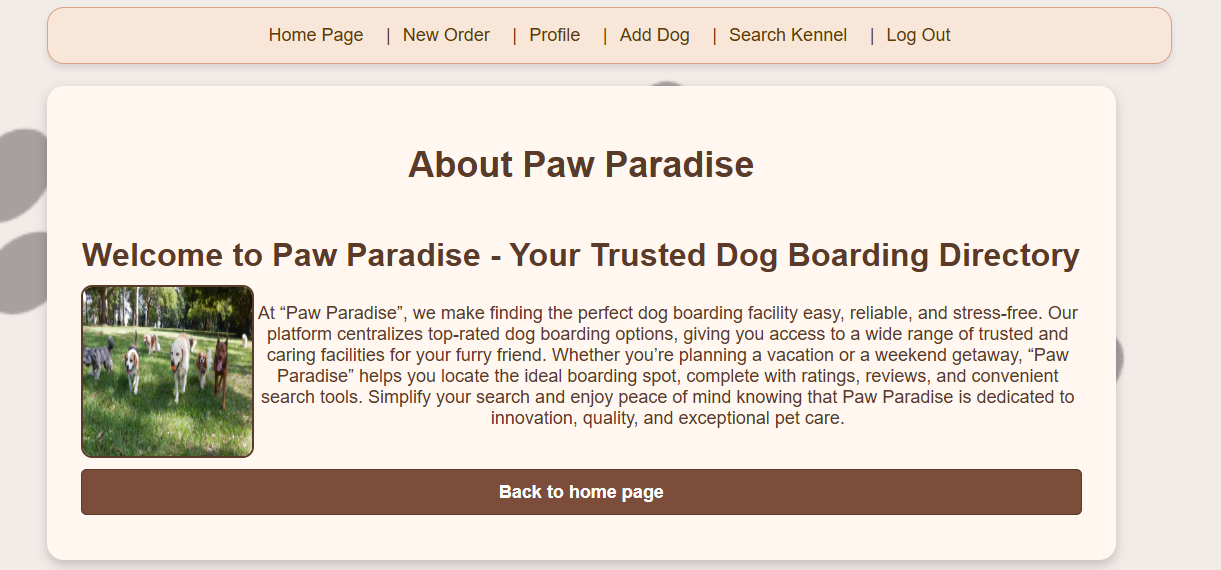 Home Page | New Order | Profile | Add Dog | Search Kennel | Log Out
About Paw Paradise
Welcome to Paw Paradise - Your Trusted Dog Boarding Directory
At “Paw Paradise”, we make finding the perfect dog boarding facility easy, reliable, and stress-free. Our
platform centralizes top-rated dog boarding options, giving you access to a wide range of trusted and
caring facilities for your furry friend. Whether you’re planning a vacation or a weekend getaway, “Paw
Paradise” helps you locate the ideal boarding spot, complete with ratings, reviews, and convenient
search tools. Simplify your search and enjoy peace of mind knowing that Paw Paradise is dedicated to
innovation, quality, and exceptional pet care.
Back to home page